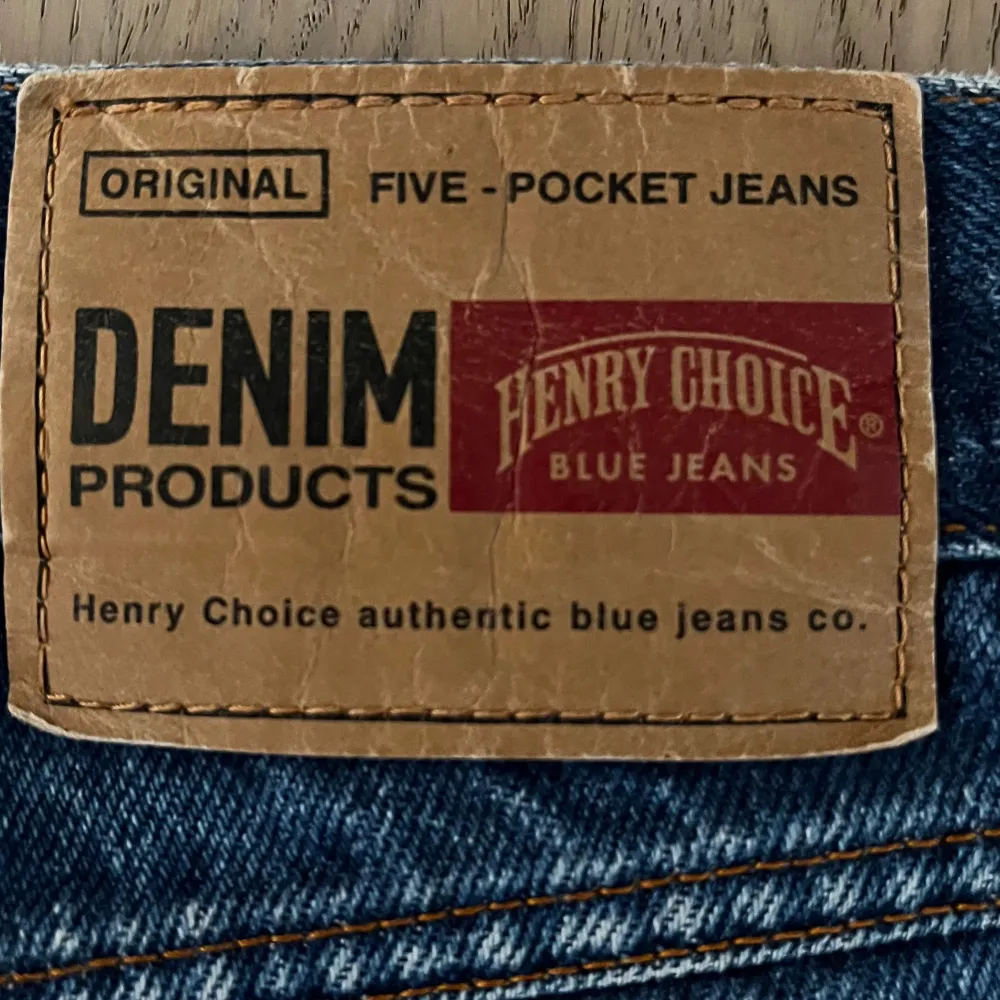 ORIGINAL FIVE - POCKET JEANS
DENIM
PRODUCTS
HENRY CHOICE ®
BLUE JEANS
Henry Choice authentic blue jeans co.